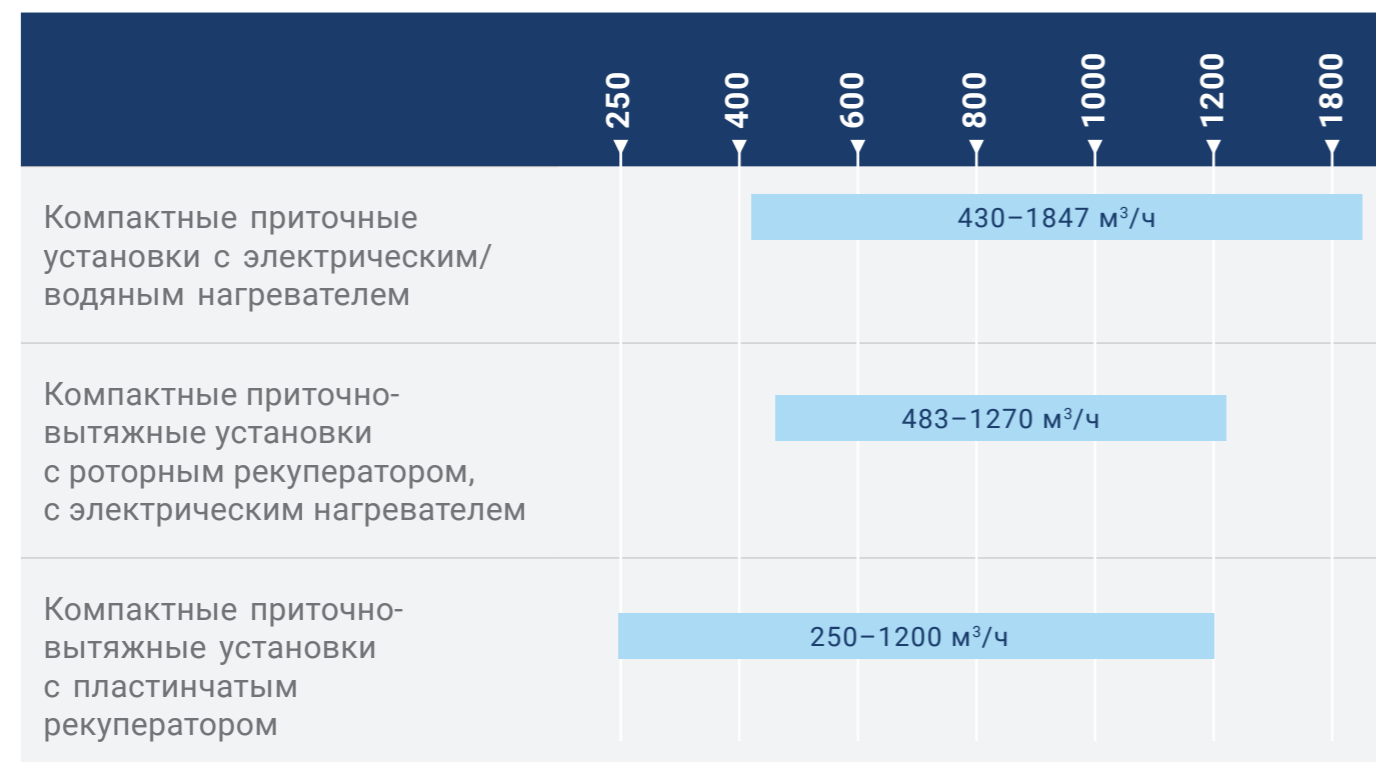 250
400
600
800
1000
1200
1800
Компактные приточные
установки с электрическим/
водяным нагревателем
430–1847 м³/ч
Компактные приточно-
вытяжные установки
с роторным рекуператором,
с электрическим нагревателем
483–1270 м³/ч
Компактные приточно-
вытяжные установки
с пластинчатым
рекуператором
250–1200 м³/ч